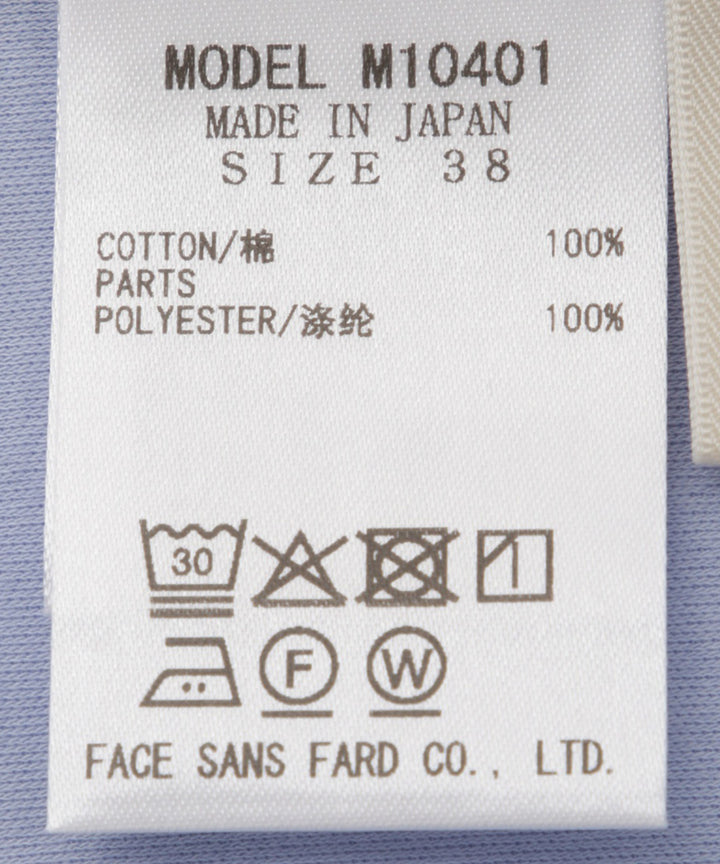 MODEL M10401
MADE IN JAPAN
SIZE 38
COTTON/棉 100%
PARTS
POLYESTER/涤纶 100%
30
F W
FACE SANS FARD CO., LTD.